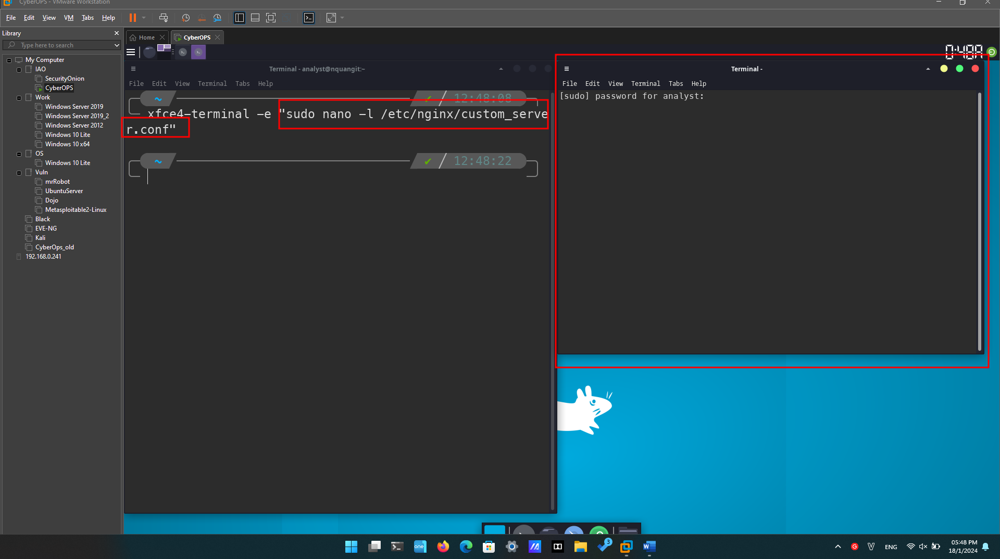 CyberOPS - VMware Workstation
File Edit View VM Tabs Help
Library
Type here to search
My Computer
IAO
SecurityOnion
CyberOPS
Work
Windows Server 2019
Windows Server 2019_2
Windows Server 2012
Windows 10 Lite
Windows 10 x64
OS
Windows 10 Lite
Vuln
mrRobot
UbuntuServer
Dojo
Metasploitable2-Linux
Black
EVE-NG
Kali
CyberOps_old
192.168.0.241
Home CyberOPS
Terminal - analyst@nquangit:~
File Edit View Terminal Tabs Help
~ ✔ 12:48:08
xfce4-terminal -e "sudo nano -l /etc/nginx/custom_serve
r.conf"
~ ✔ 12:48:22
Terminal -
File Edit View Terminal Tabs Help
[sudo] password for analyst:
one
3
W
G
V
ENG
05:48 PM
18/1/2024